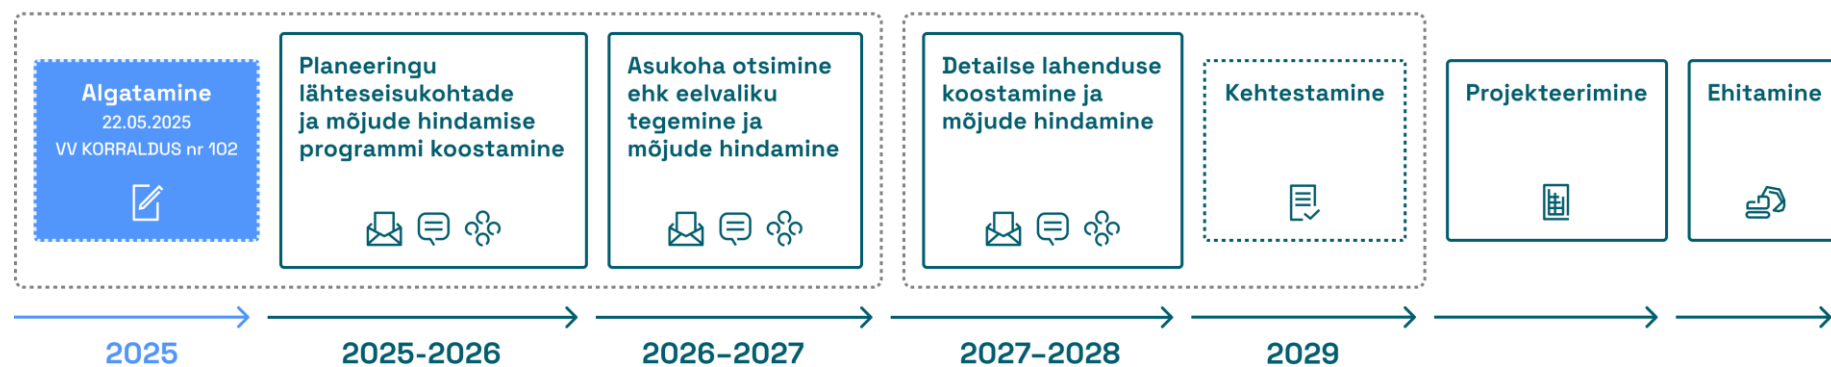 Algatamine
22.05.2025
VV KORRALDUS nr 102
Planeeringu
lähteseisukohtade
ja mõjude hindamise
programmi koostamine
Asukoha otsimine
ehk eelvaliku
tegemine ja
mõjude hindamine
Detailse lahenduse
koostamine ja
mõjude hindamine
Kehtestamine
Projekteerimine
Ehitamine
2025
2025-2026
2026–2027
2027–2028
2029